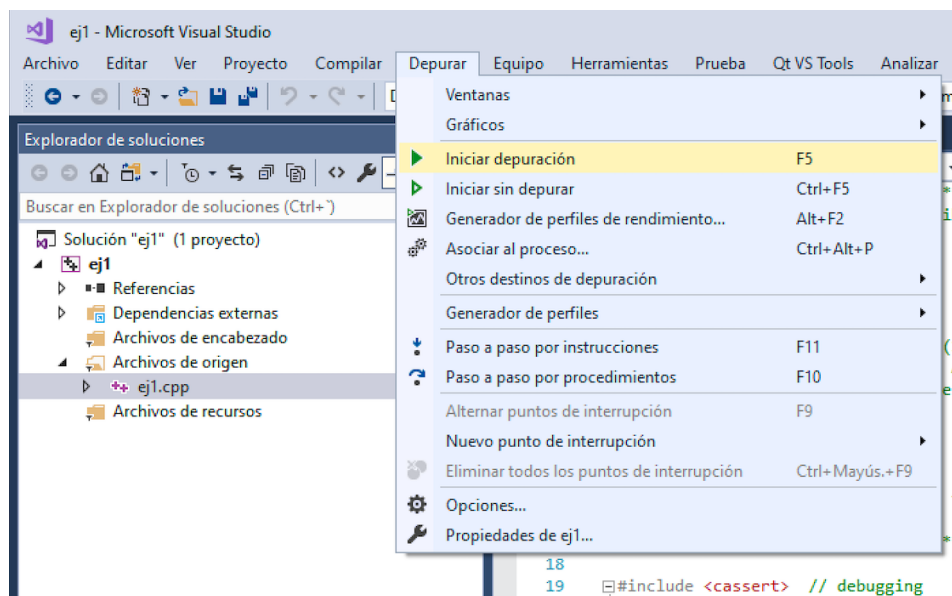 ej1 - Microsoft Visual Studio
Archivo Editar Ver Proyecto Compilar Depurar Equipo Herramientas Prueba Qt VS Tools Analizar
Explorador de soluciones
Buscar en Explorador de soluciones (Ctrl+`)
Solución "ej1" (1 proyecto)
ej1
Referencias
Dependencias externas
Archivos de encabezado
Archivos de origen
ej1.cpp
Archivos de recursos
Ventanas
Gráficos
Iniciar depuración F5
Iniciar sin depurar Ctrl+F5
Generador de perfiles de rendimiento... Alt+F2
Asociar al proceso... Ctrl+Alt+P
Otros destinos de depuración
Generador de perfiles
Paso a paso por instrucciones F11
Paso a paso por procedimientos F10
Alternar puntos de interrupción F9
Nuevo punto de interrupción
Eliminar todos los puntos de interrupción Ctrl+Mayús.+F9
Opciones...
Propiedades de ej1...
18
19 #include <cassert> // debugging